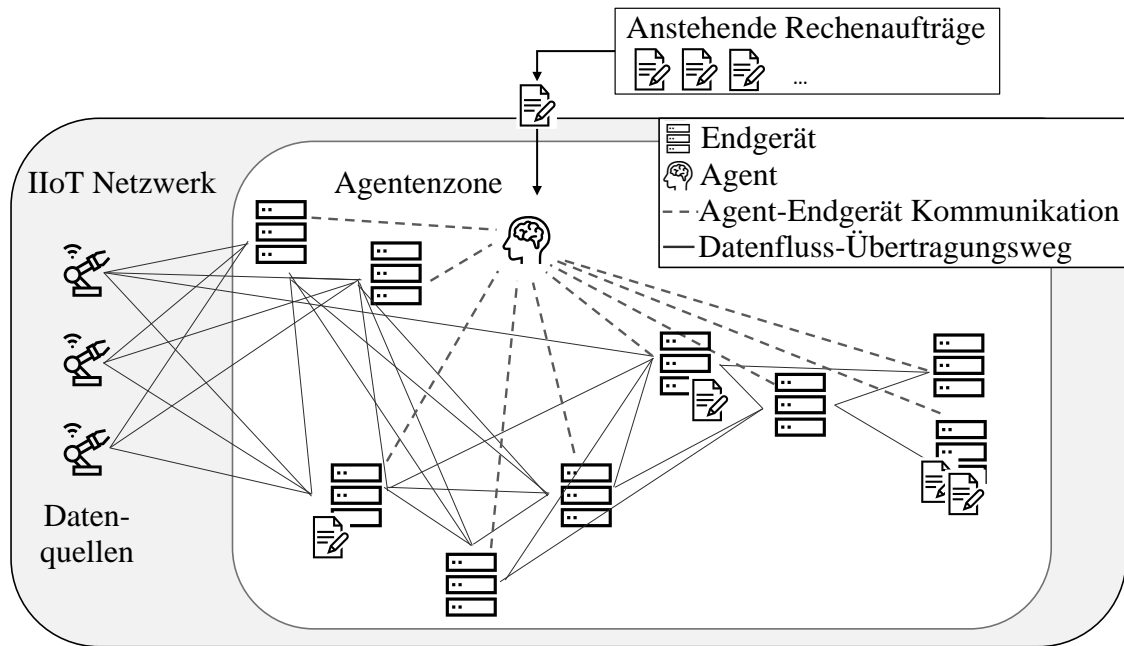 Anstehende Rechenaufträge
...
IIoT Netzwerk
Agentenzone
Endgerät
Agent
Agent-Endgerät Kommunikation
Datenfluss-Übertragungsweg
Daten-
quellen